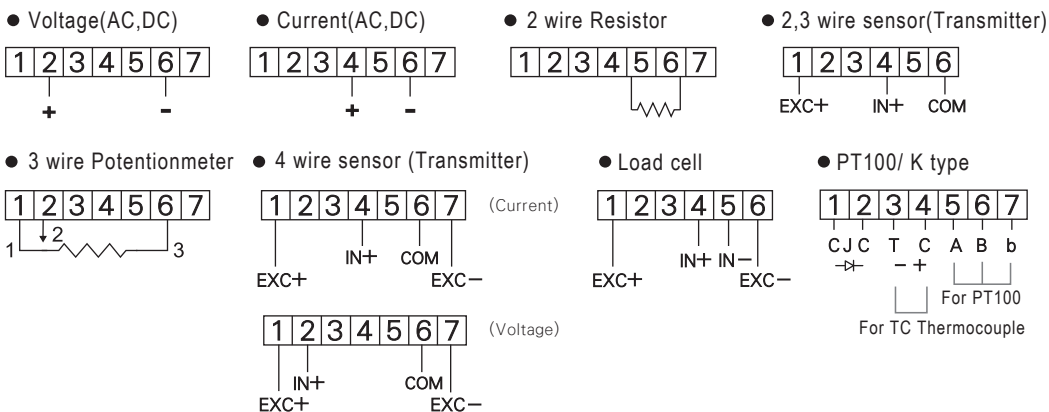 ● Voltage(AC,DC)
1 2 3 4 5 6 7
+ -
● Current(AC,DC)
1 2 3 4 5 6 7
+ -
● 2 wire Resistor
1 2 3 4 5 6 7
● 2,3 wire sensor(Transmitter)
1 2 3 4 5 6
EXC+ IN+ COM
● 3 wire Potentionmeter
1 2 3 4 5 6 7
1 2 3
● 4 wire sensor (Transmitter)
1 2 3 4 5 6 7 (Current)
IN+ COM
EXC+ EXC-
1 2 3 4 5 6 7 (Voltage)
IN+ COM
EXC+ EXC-
● Load cell
1 2 3 4 5 6
IN+ IN-
EXC+ EXC-
● PT100/ K type
1 2 3 4 5 6 7
CJC T C A B b
- +
For PT100
For TC Thermocouple